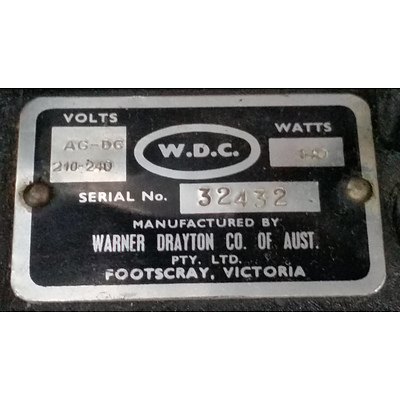 VOLTS
AC-DC
210-240
W.D.C.
WATTS
SERIAL No. 32432
MANUFACTURED BY
WARNER DRAYTON CO. OF AUST.
PTY. LTD.
FOOTSCRAY, VICTORIA